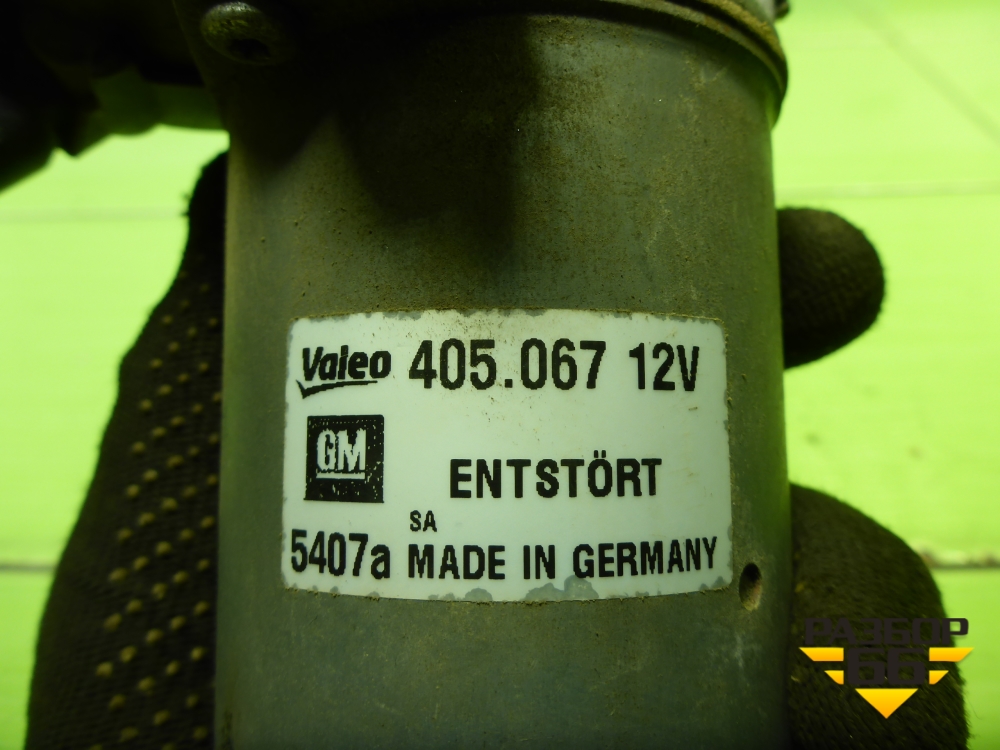 Valeo 405.067 12V
GM
ENTSTÖRT
SA
5407a MADE IN GERMANY
РАЗБОР
66